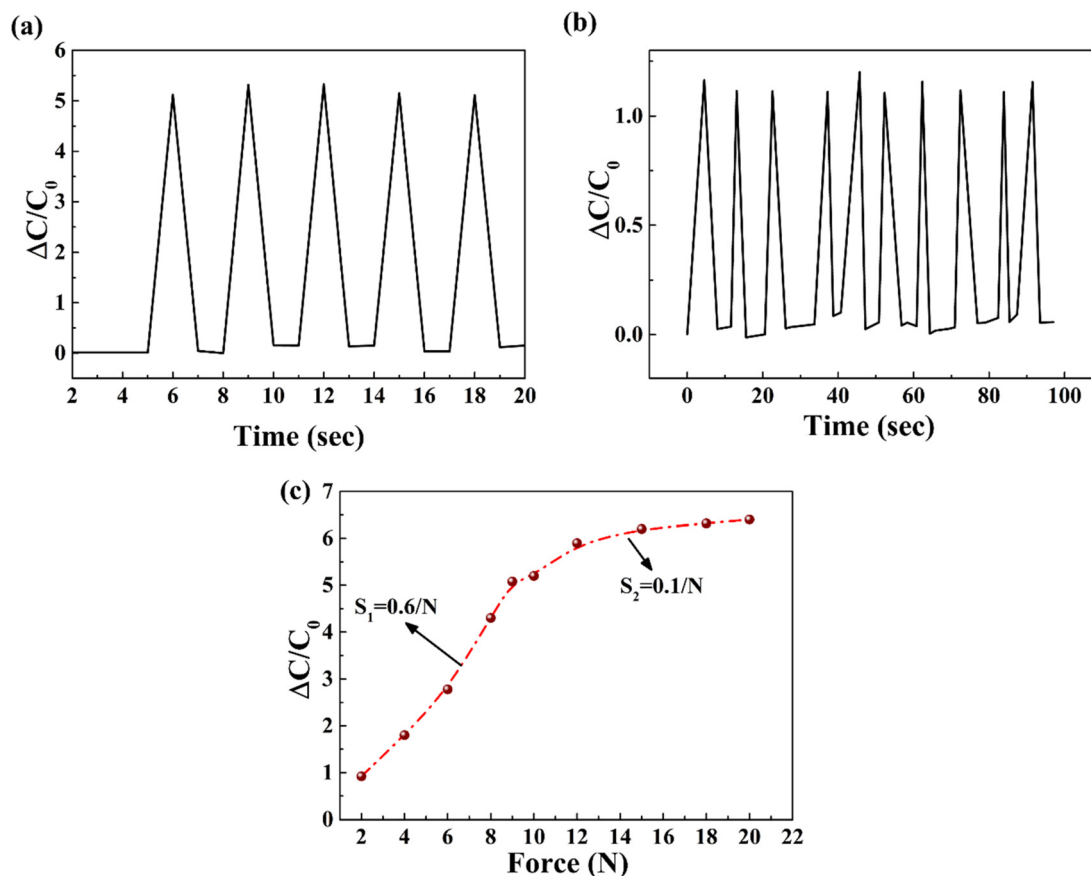 (a)
6
5
4
3
2
1
0
ΔC/C₀
2 4 6 8 10 12 14 16 18 20
Time (sec)
(b)
1.0
0.5
0.0
ΔC/C₀
0 20 40 60 80 100
Time (sec)
(c)
7
6
5
4
3
2
1
0
ΔC/C₀
S₁=0.6/N
S₂=0.1/N
2 4 6 8 10 12 14 16 18 20 22
Force (N)